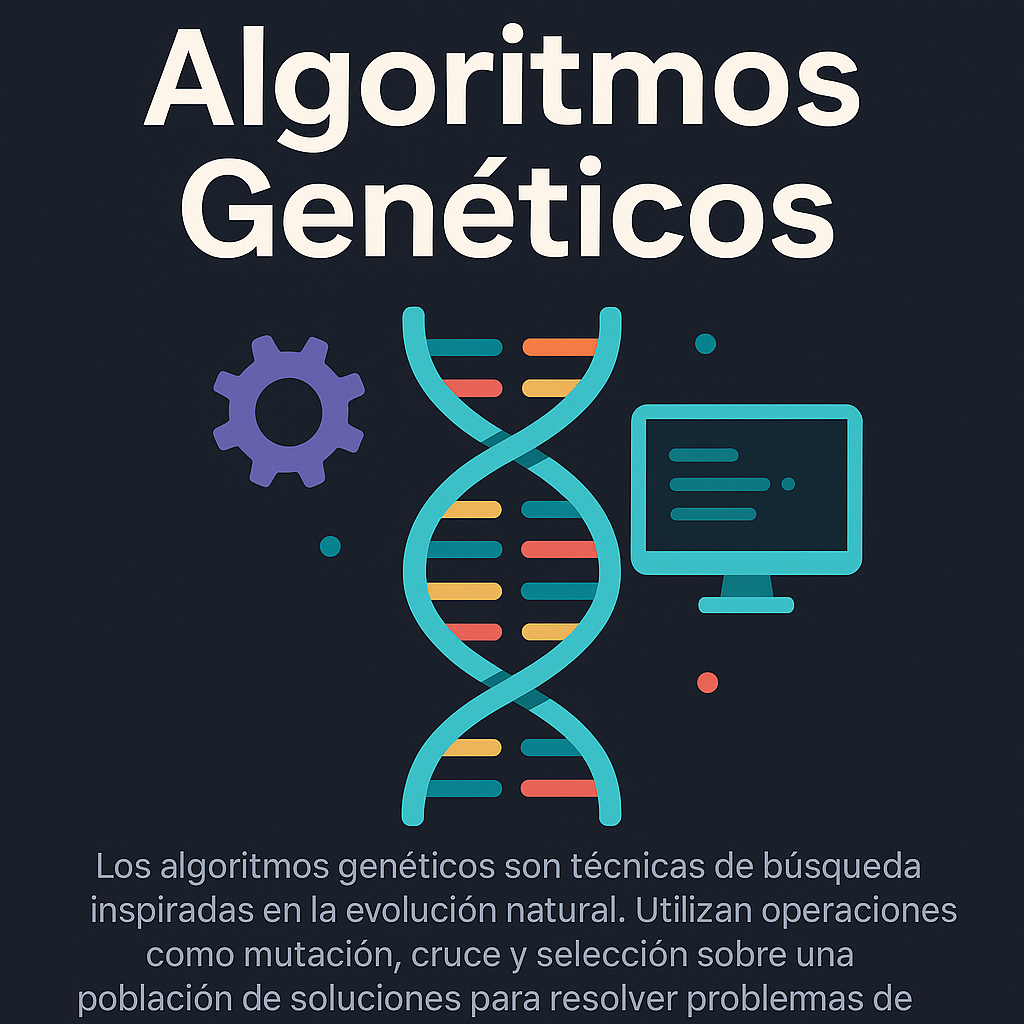 Algoritmos
Genéticos
Los algoritmos genéticos son técnicas de búsqueda
inspiradas en la evolución natural. Utilizan operaciones
como mutación, cruce y selección sobre una
población de soluciones para resolver problemmas de